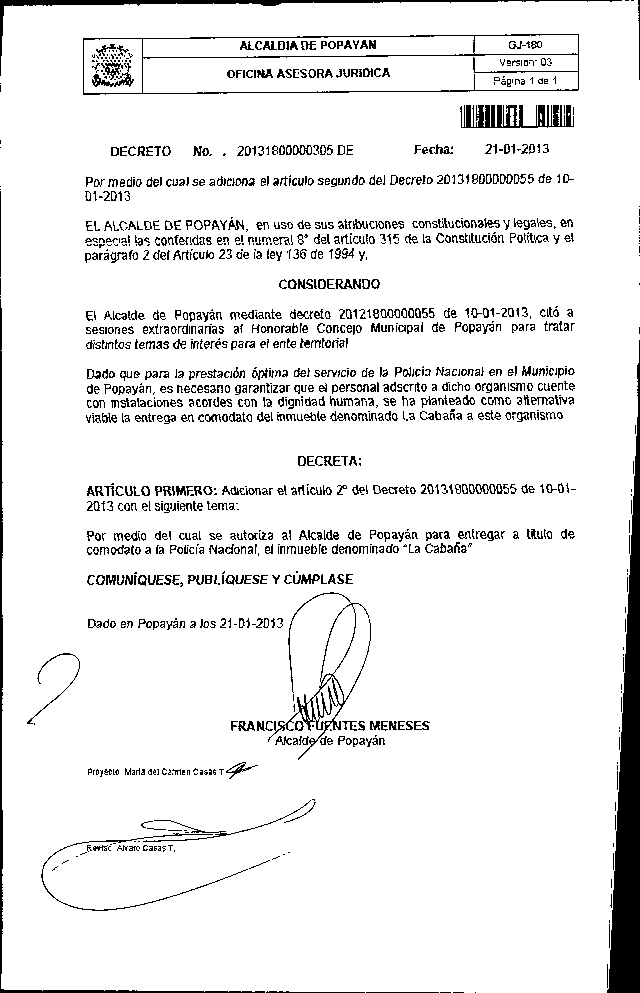 ALCALDIA DE POPAYAN
GJ-180
OFICINA ASESORA JURIDICA
Version: 03
Página 1 de 1
DECRETO No. . 20131800000305 DE Fecha: 21-01-2013
Por medio del cual se adiciona el artículo segundo del Decreto 20131800000055 de 10-
01-2013
EL ALCALDE DE POPAYÁN, en uso de sus atribuciones constitucionales y legales, en
especial las contenidas en el numeral 8° del artículo 315 de la Constitución Política y el
parágrafo 2 del Artículo 23 de la ley 136 de 1994 y,
CONSIDERANDO
El Alcalde de Popayán mediante decreto 20121800000055 de 10-01-2013, citó a
sesiones extraordinarias al Honorable Concejo Municipal de Popayán para tratar
distintos temas de interés para el ente territorial
Dado que para la prestación óptima del servicio de la Policía Nacional en el Municipio
de Popayán, es necesario garantizar que el personal adscrito a dicho organismo cuente
con instalaciones acordes con la dignidad humana, se ha planteado como alternativa
viable la entrega en comodato del inmueble denominado La Cabaña a este organismo
DECRETA:
ARTÍCULO PRIMERO: Adicionar el artículo 2° del Decreto 20131800000055 de 10-01-
2013 con el siguiente tema:
Por medio del cual se autoriza al Alcalde de Popayán para entregar a título de
comodato a la Policía Nacional, el inmueble denominado "La Cabaña"
COMUNÍQUESE, PUBLÍQUESE Y CÚMPLASE
Dado en Popayán a los 21-01-2013
FRANCISCO FUENTES MENESES
Alcalde de Popayán
Proyecto Maria del Carmen Casas T
Revisó Alvaro Casas T.